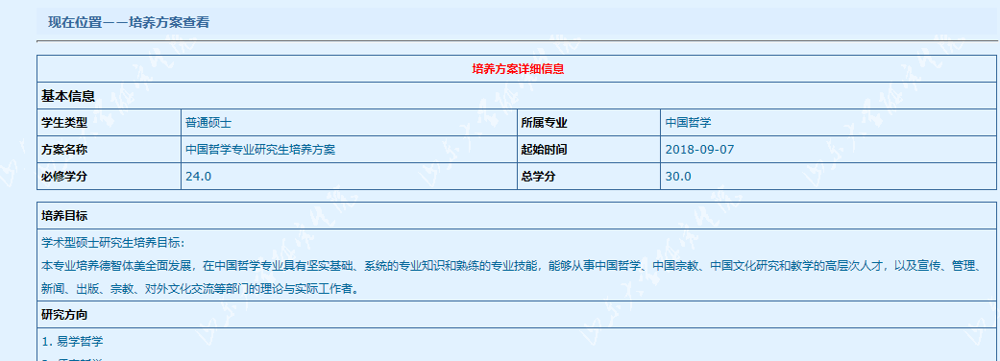 现在位置——培养方案查看
培养方案详细信息
基本信息
学生类型 普通硕士 所属专业 中国哲学
方案名称 中国哲学专业研究生培养方案 起始时间 2018-09-07
必修学分 24.0 总学分 30.0
培养目标
学术型硕士研究生培养目标：
本专业培养德智体美全面发展，在中国哲学专业具有坚实基础、系统的专业知识和熟练的专业技能，能够从事中国哲学、中国宗教、中国文化研究和教学的高层次人才，以及宣传、管理、
新闻、出版、宗教、对外文化交流等部门的理论与实际工作者。
研究方向
1. 易学哲学